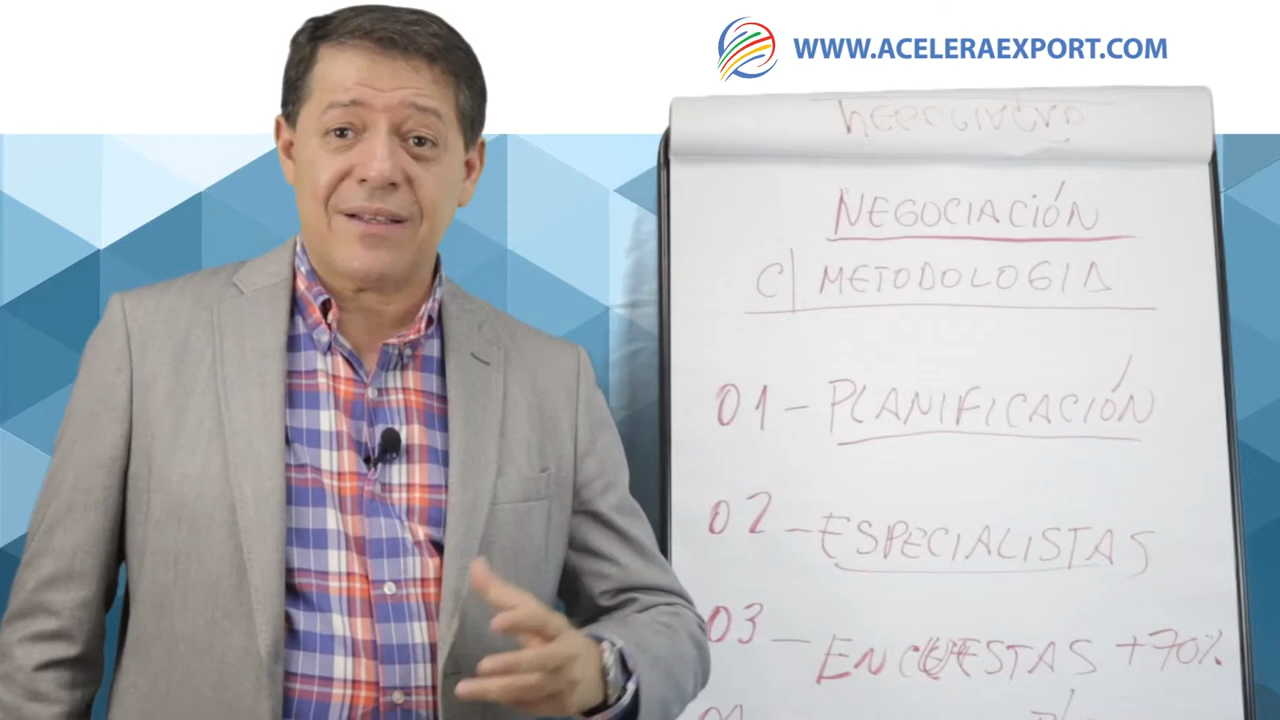 WWW.ACELERAEXPORT.COM
NEGOCIACIÓN
C| METODOLOGIA
01 - PLANIFICACIÓN
02 - ESPECIALISTAS
03 - ENCUESTAS +70%